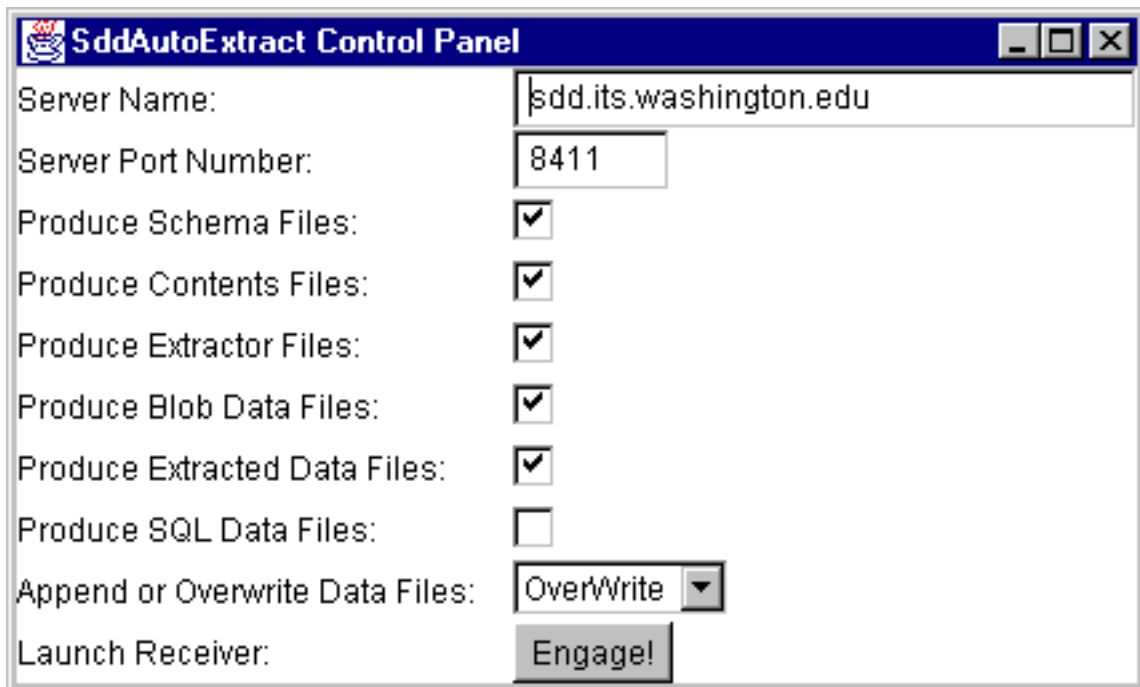 SddAutoExtract Control Panel
Server Name: sdd.its.washington.edu
Server Port Number: 8411
Produce Schema Files:
Produce Contents Files:
Produce Extractor Files:
Produce Blob Data Files:
Produce Extracted Data Files:
Produce SQL Data Files:
Append or Overwrite Data Files: OverWrite
Launch Receiver: Engage!